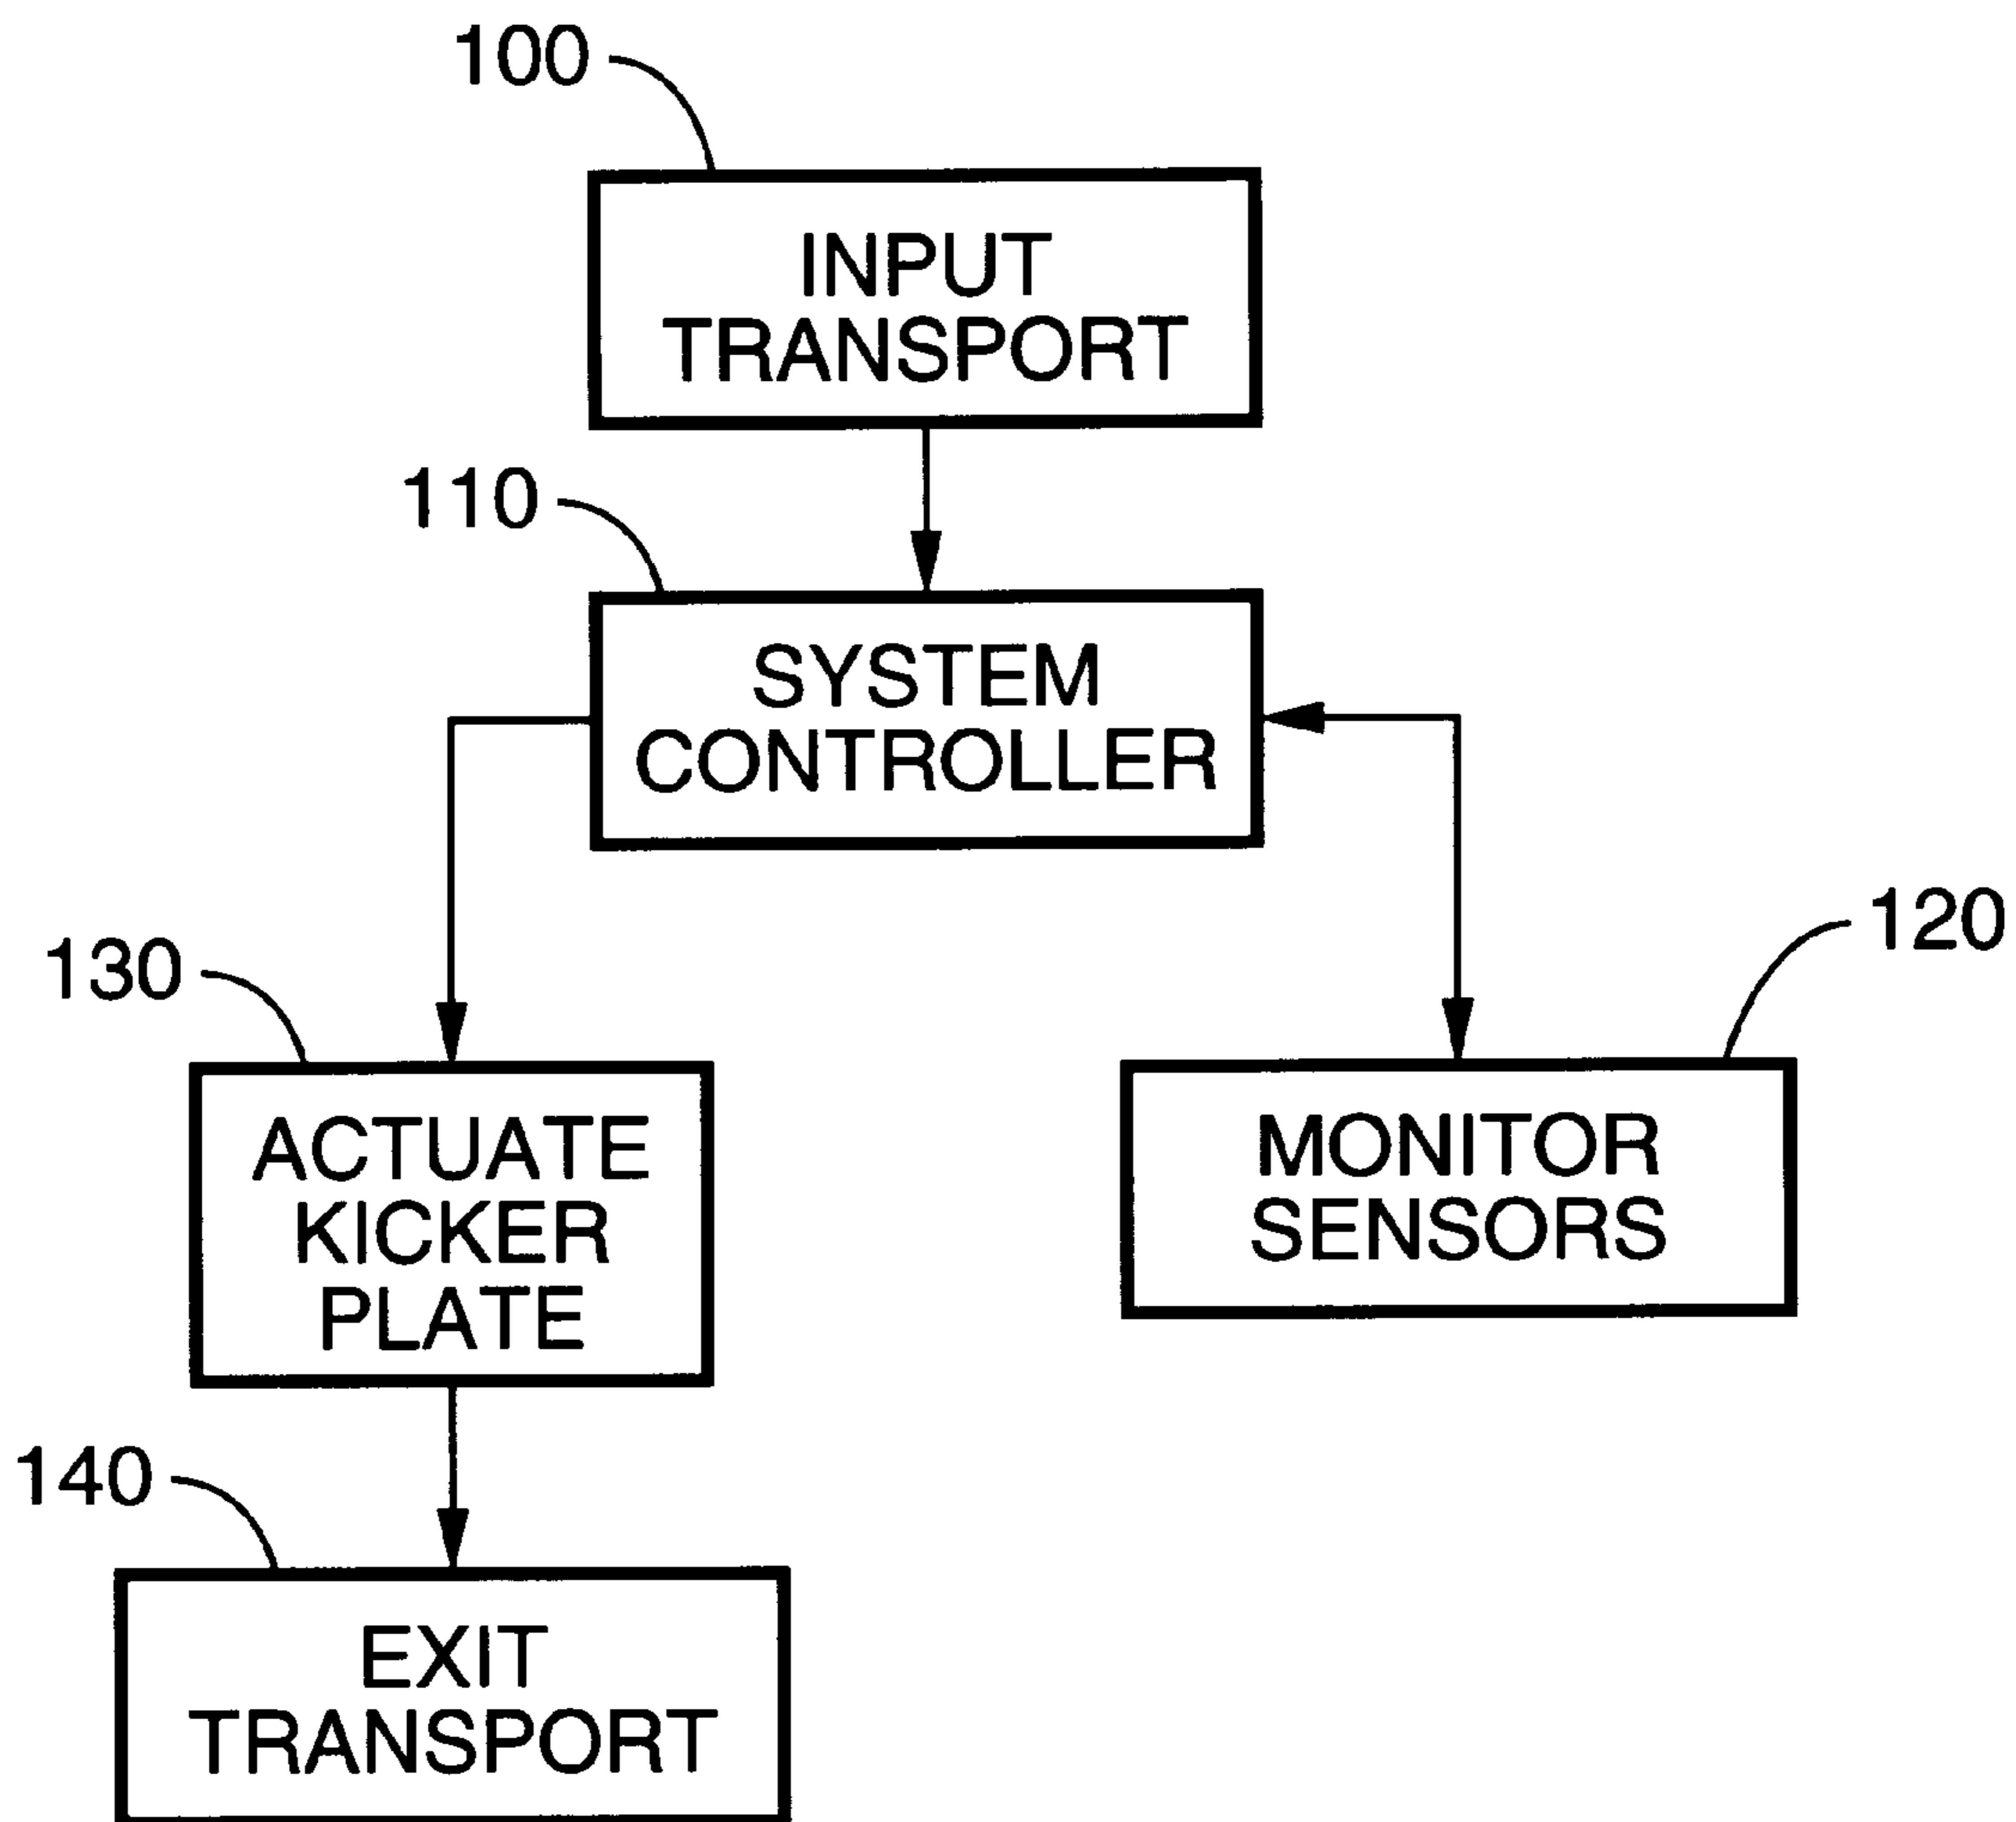 100
INPUT
TRANSPORT
110
SYSTEM
CONTROLLER
120
130
ACTUATE
KICKER
PLATE
MONITOR
SENSORS
140
EXIT
TRANSPORT